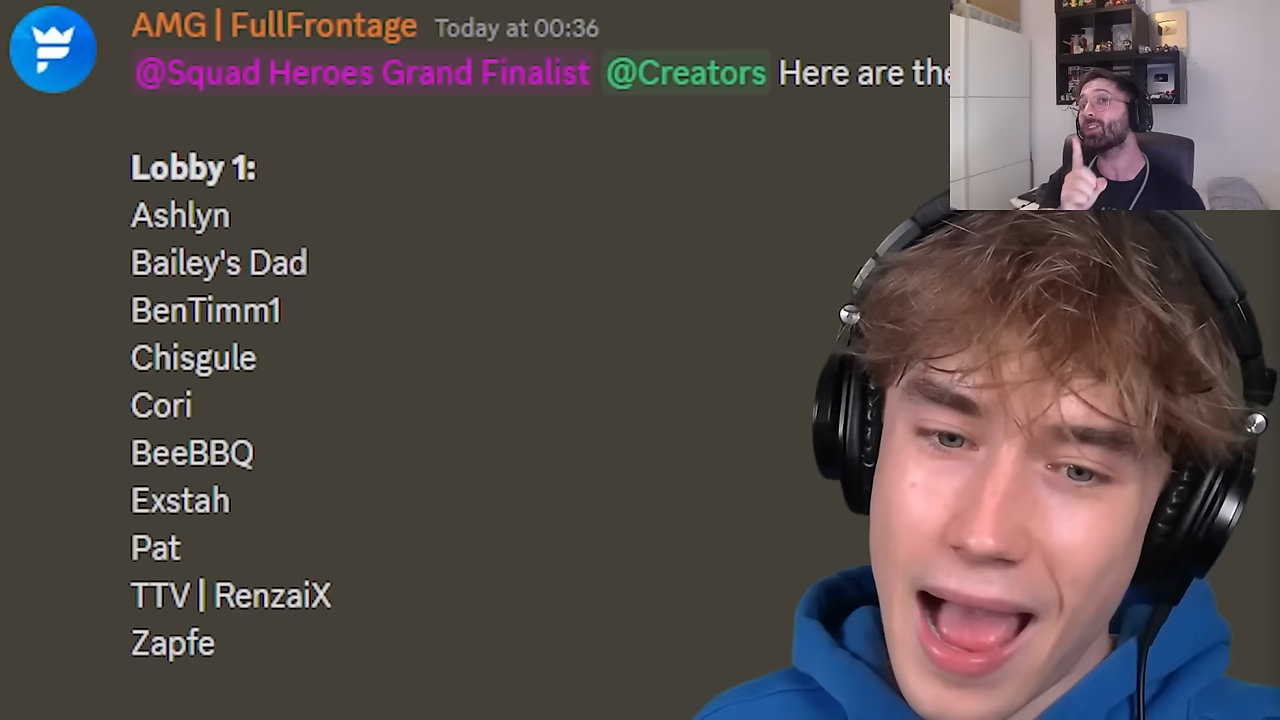 AMG | FullFrontage Today at 00:36
@Squad Heroes Grand Finalist @Creators Here are the
Lobby 1:
Ashlyn
Bailey's Dad
BenTimm1
Chisgule
Cori
BeeBBQ
Exstah
Pat
TTV | RenzaiX
Zapfe